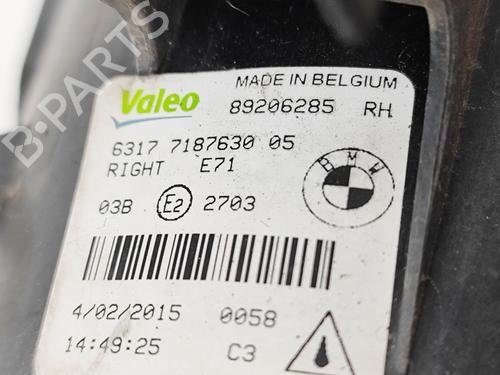 B-PARTS
MADE IN BELGIUM
Valeo
89206285 RH
6317 7187630 05
RIGHT E71
BMW
03B E2 2703
4/02/2015 0058
14:49:25 C3